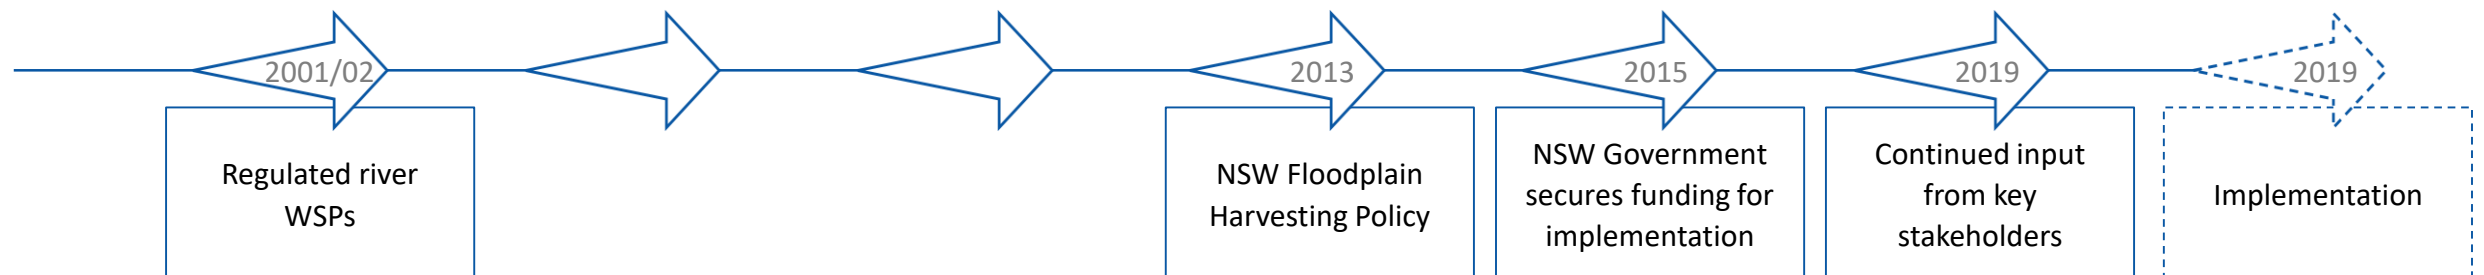 2001/02
2013
2015
2019
2019
Regulated river
WSPs
NSW Floodplain
Harvesting Policy
NSW Government
secures funding for
implementation
Continued input
from key
stakeholders
Implementation